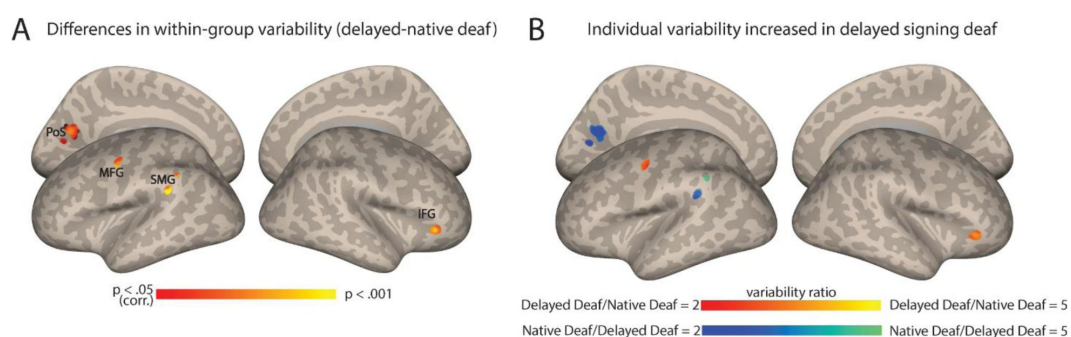 A Differences in within-group variability (delayed-native deaf)
PoS
MFG
SMG
IFG
p < .05
(corr.)
p < .001
B Individual variability increased in delayed signing deaf
variability ratio
Delayed Deaf/Native Deaf = 2
Delayed Deaf/Native Deaf = 5
Native Deaf/Delayed Deaf = 2
Native Deaf/Delayed Deaf = 5